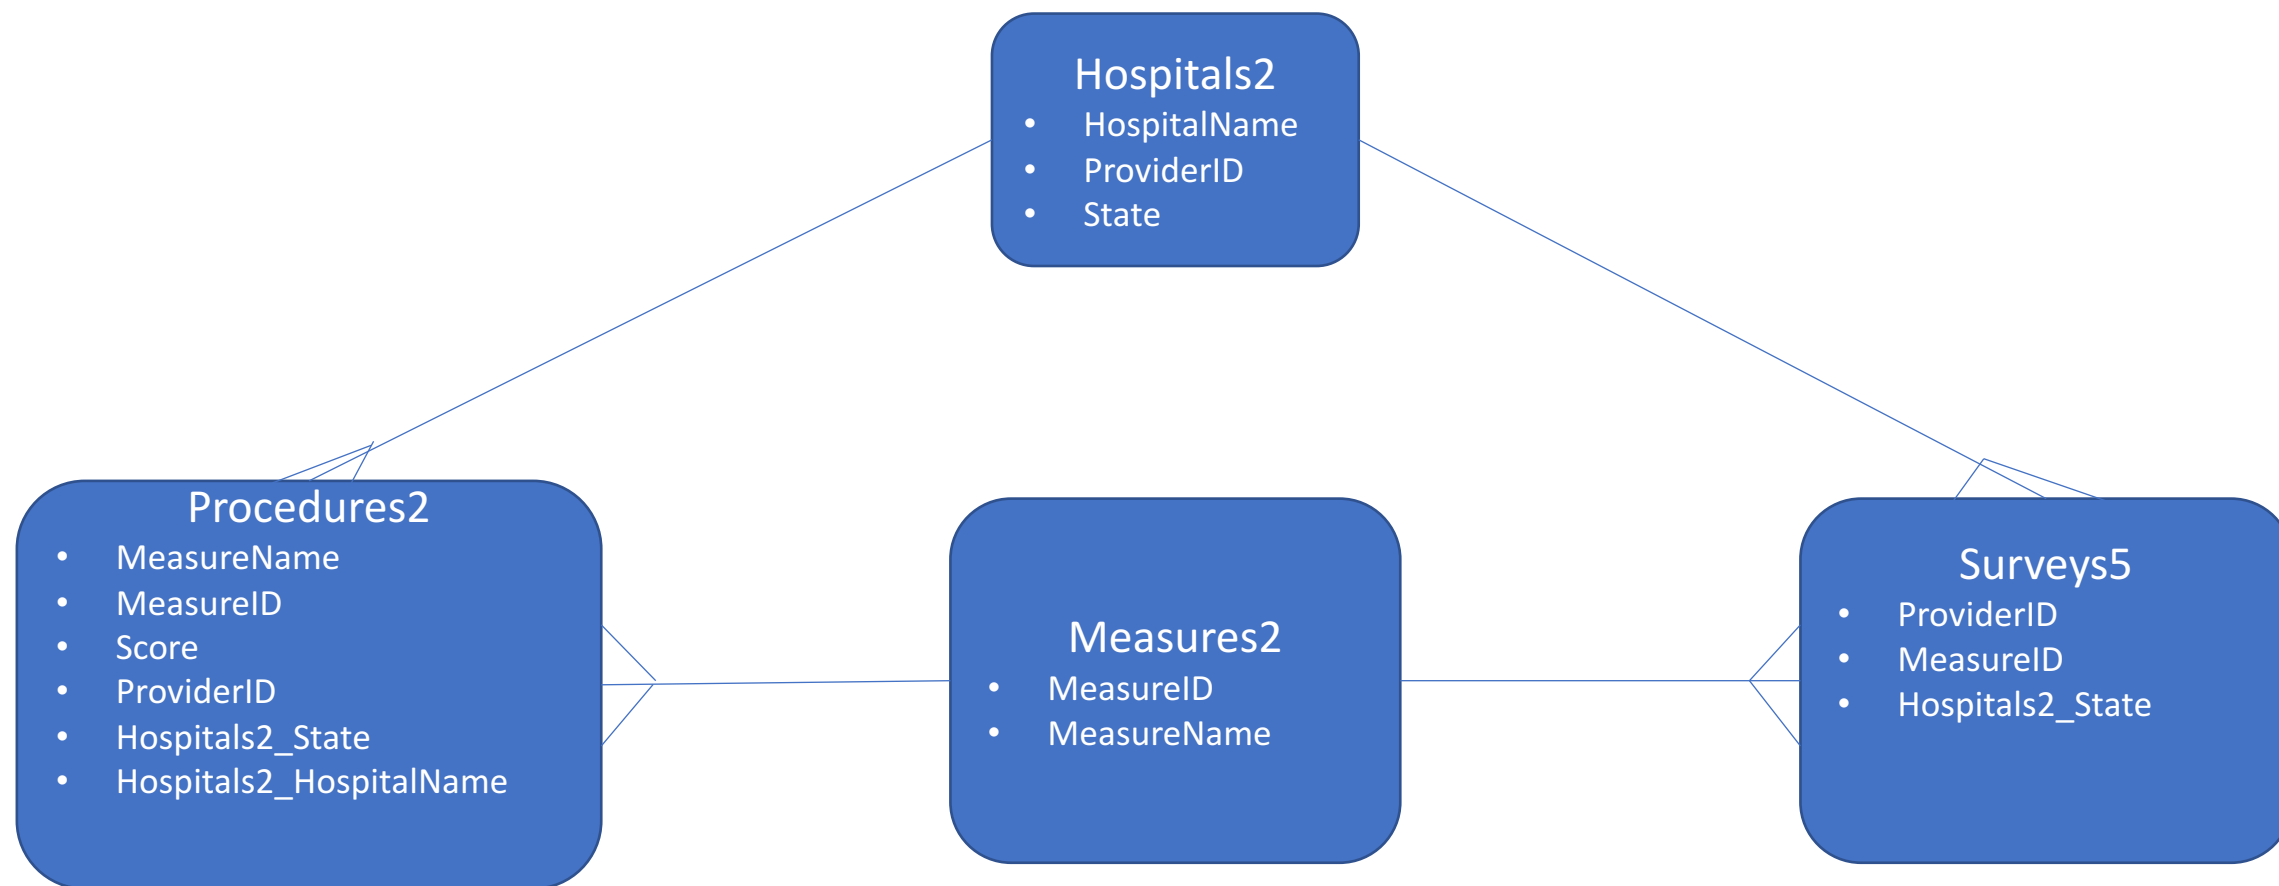 Hospitals2
• HospitalName
• ProviderID
• State
Procedures2
• MeasureName
• MeasureID
• Score
• ProviderID
• Hospitals2_State
• Hospitals2_HospitalName
Measures2
• MeasureID
• MeasureName
Surveys5
• ProviderID
• MeasureID
• Hospitals2_State